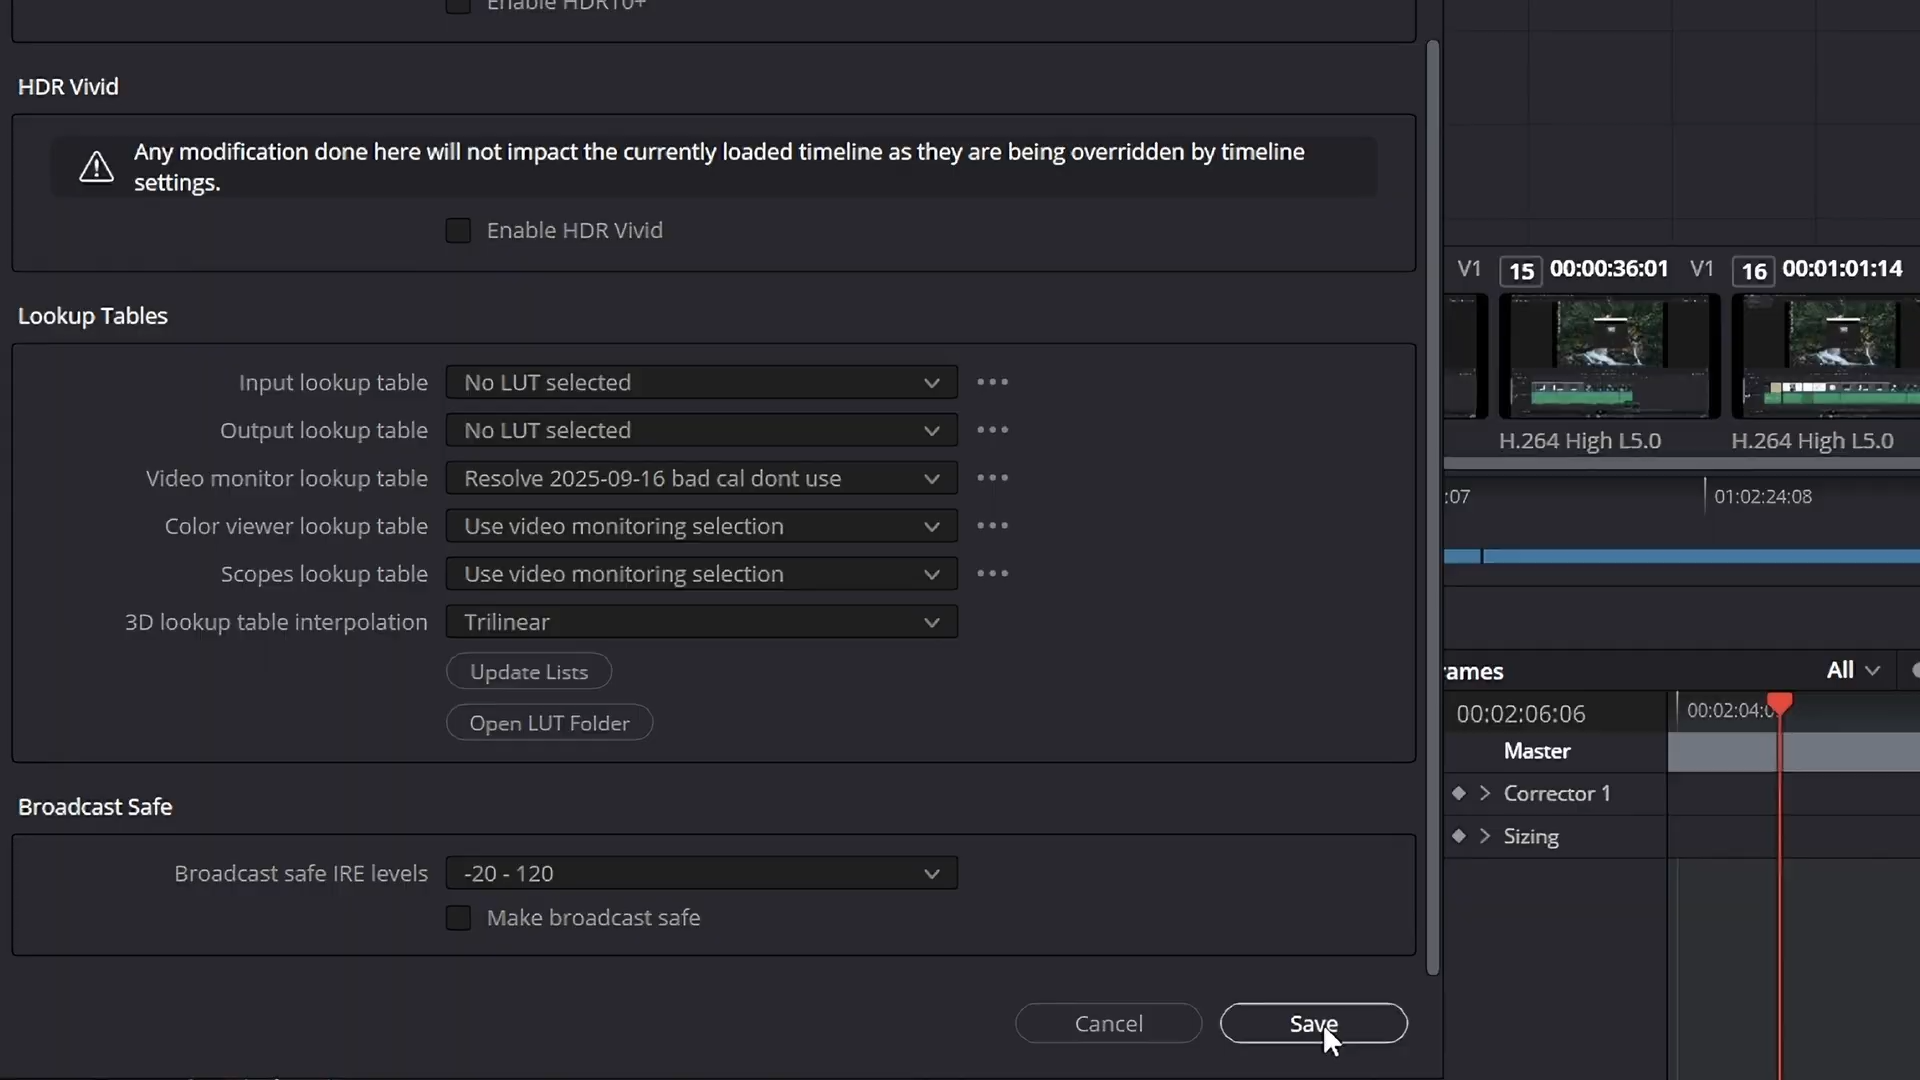 Enable HDR10+
HDR Vivid
Any modification done here will not impact the currently loaded timeline as they are being overridden by timeline
settings.
Enable HDR Vivid
Lookup Tables
Input lookup table No LUT selected
Output lookup table No LUT selected
Video monitor lookup table Resolve 2025-09-16 bad cal dont use
Color viewer lookup table Use video monitoring selection
Scopes lookup table Use video monitoring selection
3D lookup table interpolation Trilinear
Update Lists
Open LUT Folder
Broadcast Safe
Broadcast safe IRE levels -20 - 120
Make broadcast safe
Cancel Save
V1 15 00:00:36:01 V1 16 00:01:01:14
H.264 High L5.0 H.264 High L5.0
:07 01:02:24:08
rames All
00:02:06:06 00:02:04:0
Master
Corrector 1
Sizing